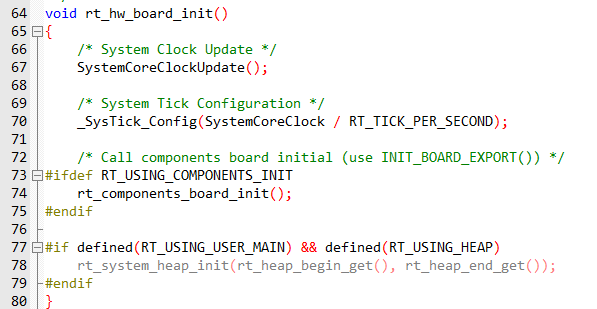 64 void rt_hw_board_init()
65 {
66     /* System Clock Update */
67     SystemCoreClockUpdate();
68
69     /* System Tick Configuration */
70     _SysTick_Config(SystemCoreClock / RT_TICK_PER_SECOND);
71
72     /* Call components board initial (use INIT_BOARD_EXPORT()) */
73 #ifdef RT_USING_COMPONENTS_INIT
74     rt_components_board_init();
75 #endif
76
77 #if defined(RT_USING_USER_MAIN) && defined(RT_USING_HEAP)
78     rt_system_heap_init(rt_heap_begin_get(), rt_heap_end_get());
79 #endif
80 }